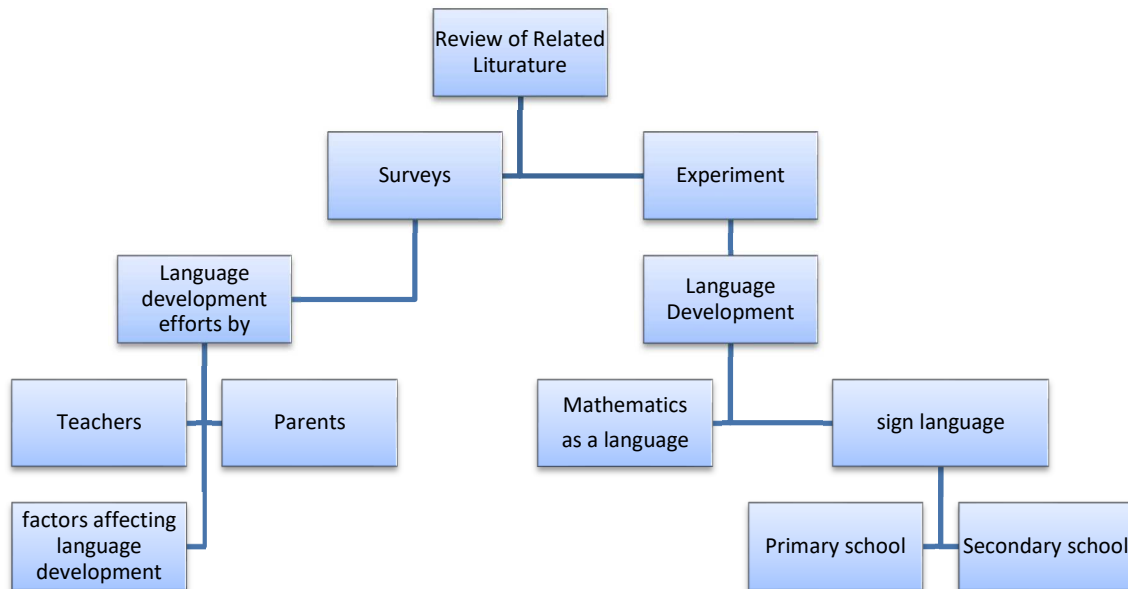 Review of Related
Liturature
Surveys
Experiment
Language
development
efforts by
Language
Development
Teachers
Parents
Mathematics
as a language
sign language
factors affecting
language
development
Primary school
Secondary school